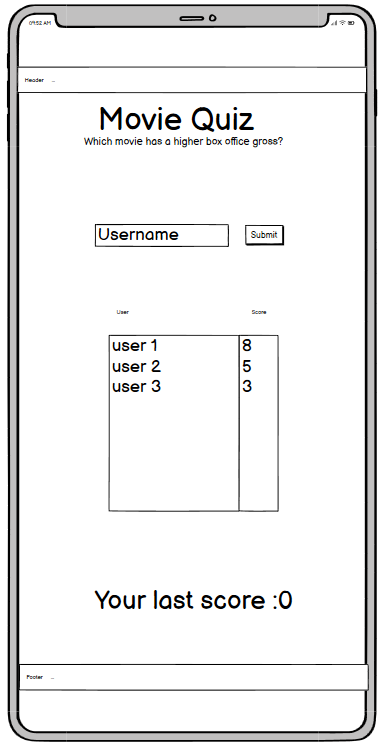 09:52 AM
Header ...
Movie Quiz
Which movie has a higher box office gross?
Username Submit
User Score
user 1 8
user 2 5
user 3 3
Your last score :0
Footer ...